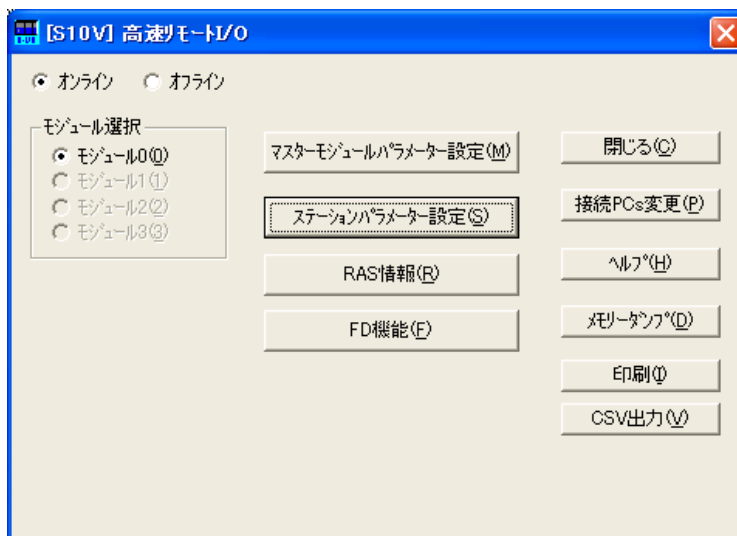 [S10V] 高速リモートI/O
オンライン オフライン
モジュール選択
モジュール0(0)
モジュール1(1)
モジュール2(2)
モジュール3(3)
マスターモジュールパラメーター設定(M)
ステーションパラメーター設定(S)
RAS情報(R)
FD機能(F)
閉じる(C)
接続PCs変更(P)
ヘルプ(H)
メモリーダンプ(D)
印刷(I)
CSV出力(V)